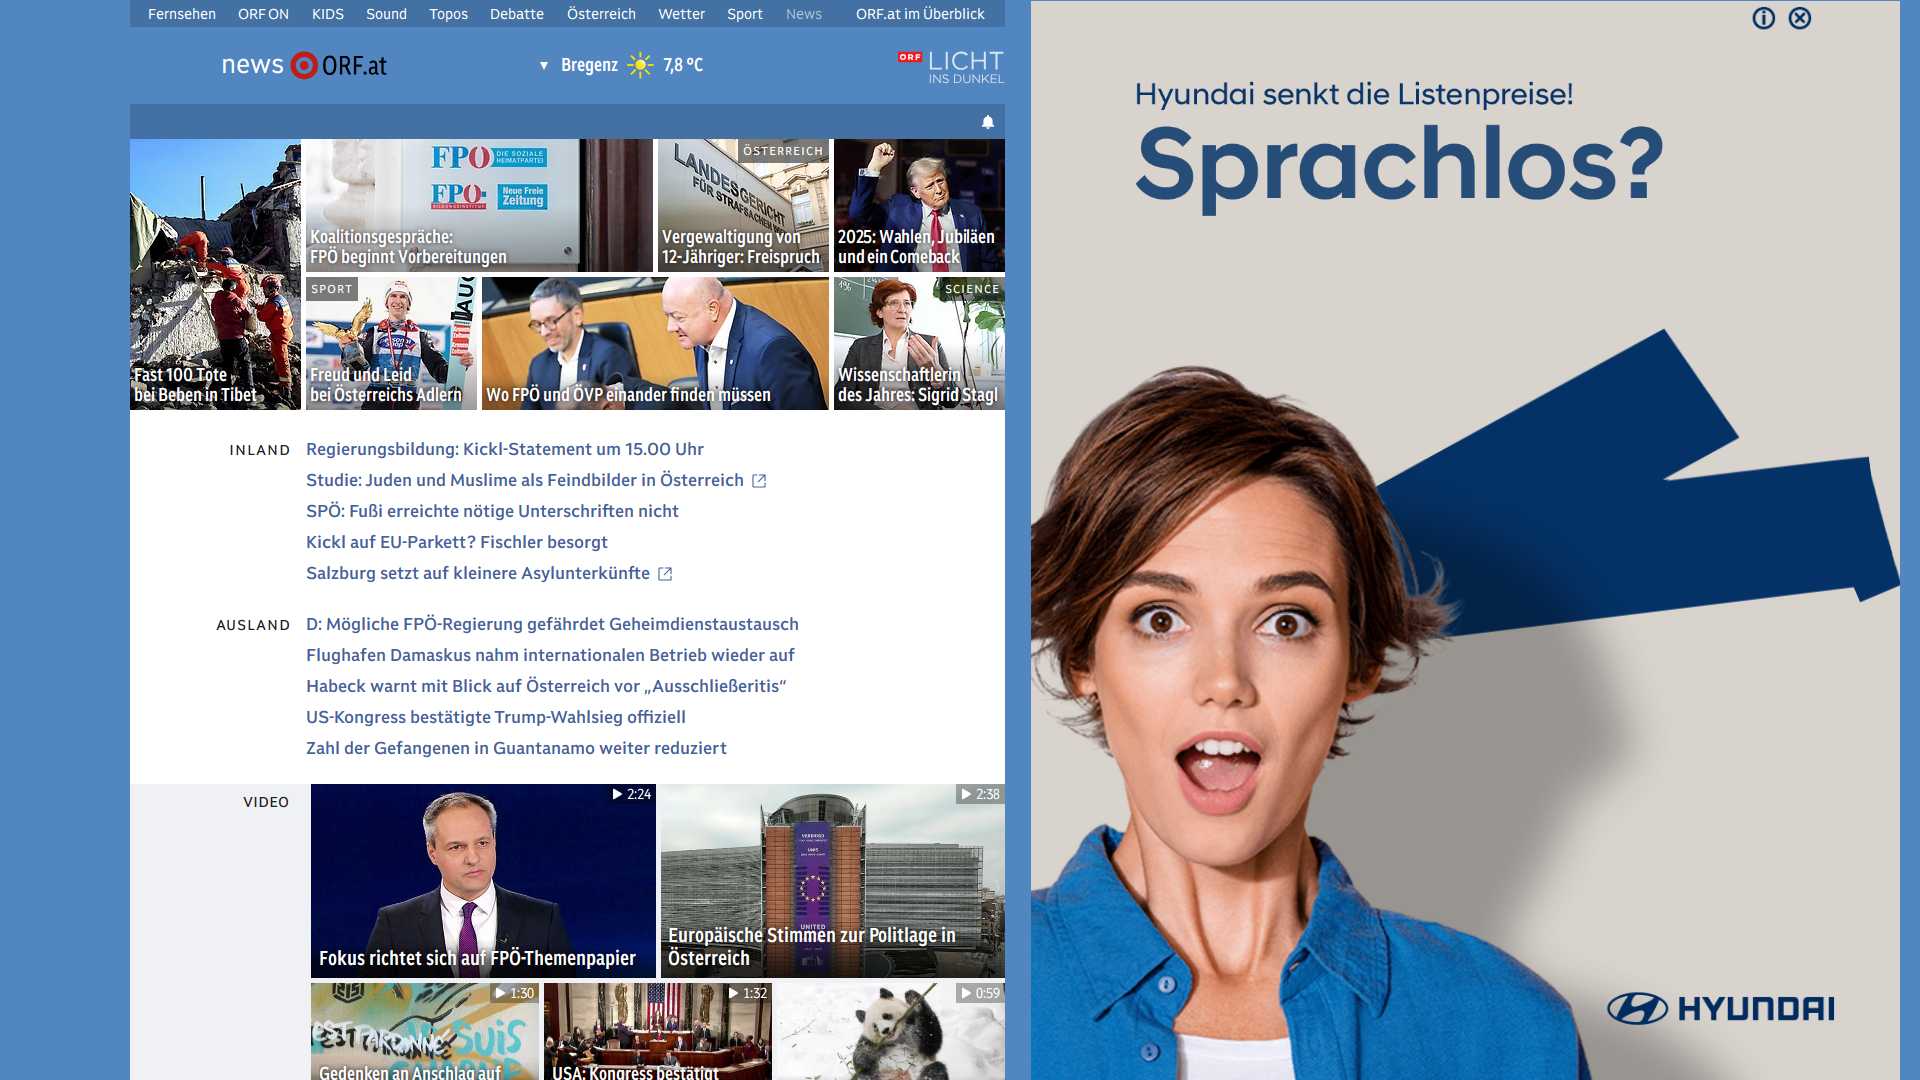 Fernsehen ORF ON KIDS Sound Topos Debatte Österreich Wetter Sport News ORF.at im Überblick
news ORF.at
Bregenz 7,8 °C
ORF LICHT
INS DUNKEL
FPÖ DIE SOZIALE
HEIMATPARTEI
FPÖ
BILDUNGSINSTITUT
Neue Freie
Zeitung
Koalitionsgespräche:
FPÖ beginnt Vorbereitungen
ÖSTERREICH
LANDESGERICHT
FÜR STRAFSACHEN
Vergewaltigung von
12-Jähriger: Freispruch
2025: Wahlen, Jubiläen
und ein Comeback
Fast 100 Tote
bei Beben in Tibet
SPORT
Freud und Leid
bei Österreichs Adlern
Wo FPÖ und ÖVP einander finden müssen
SCIENCE
Wissenschaftlerin
des Jahres: Sigrid Stagl
INLAND
Regierungsbildung: Kickl-Statement um 15.00 Uhr
Studie: Juden und Muslime als Feindbilder in Österreich
SPÖ: Fußi erreichte nötige Unterschriften nicht
Kickl auf EU-Parkett? Fischler besorgt
Salzburg setzt auf kleinere Asylunterkünfte
AUSLAND
D: Mögliche FPÖ-Regierung gefährdet Geheimdienstaustausch
Flughafen Damaskus nahm internationalen Betrieb wieder auf
Habeck warnt mit Blick auf Österreich vor „Ausschließeritis“
US-Kongress bestätigte Trump-Wahlsieg offiziell
Zahl der Gefangenen in Guantanamo weiter reduziert
VIDEO
2:24
Fokus richtet sich auf FPÖ-Themenpapier
2:38
UNITED
Europäische Stimmen zur Politlage in
Österreich
1:30
SUIS
Gedenken an Anschlag auf
1:32
USA: Kongress bestätigt
0:59
Hyundai senkt die Listenpreise!
Sprachlos?
HYUNDAI